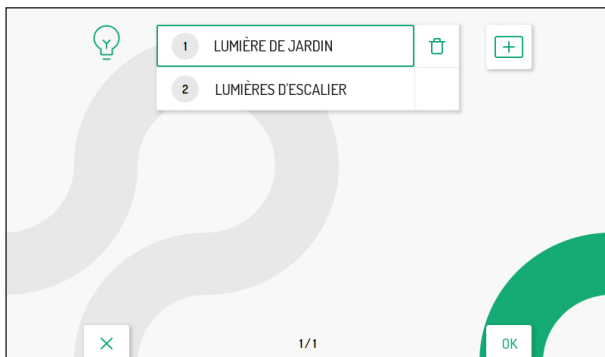 1 LUMIÈRE DE JARDIN
2 LUMIÈRES D'ESCALIER
1/1
OK